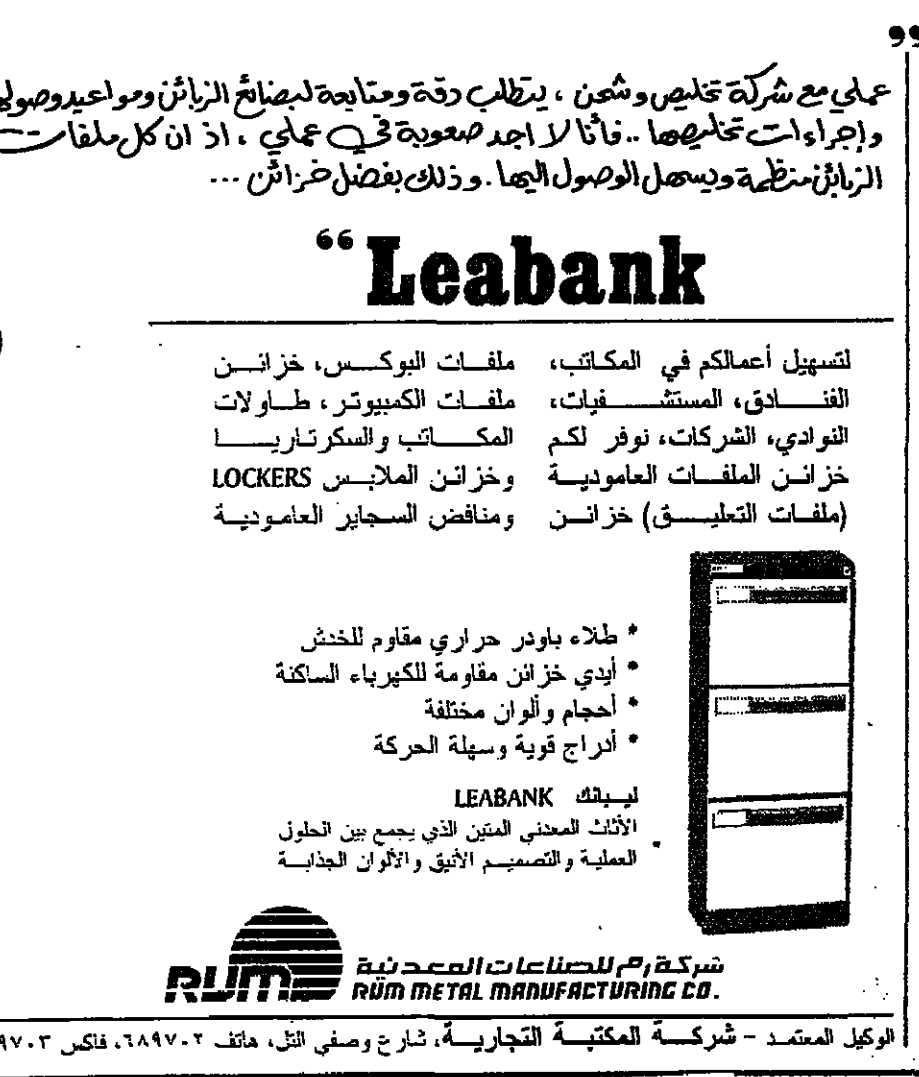 ”
عملي مع شركة تخليص وشحن ، يتطلب دقة ومتابعة لبضائع الزبائن ومواعيد وصولها
وإجراءات تخليصها .. فأنا لا اجد صعوبة في عملي ، اذ ان كل ملفات
الزبائن منظمة ويسهل الوصول اليها . وذلك بفضل خزائن ...
“Leabank
لتسهيل أعمالكم في المكاتب،
الفنادق، المستشفيات،
النوادي، الشركات، نوفر لكم
خزائن الملفات العامودية
(ملفات التعليق) خزائن
ملفات البوكس، خزائن
ملفات الكمبيوتر، طاولات
المكاتب والسكرتاريا
وخزائن الملابس LOCKERS
ومنافض السجاير العامودية
* طلاء باودر حراري مقاوم للخدش
* أيدي خزائن مقاومة للكهرباء الساكنة
* أحجام وألوان مختلفة
* أدراج قوية وسهلة الحركة
ليبانك LEABANK
الأثاث المعدني المتين الذي يجمع بين الحلول
العملية والتصميم الأنيق والألوان الجذابة
RUM
شركة رم للصناعات المعدنية
RUM METAL MANUFACTURING CO.
الوكيل المعتمد - شركة المكتبة التجارية، شارع وصفي التل، هاتف ٦٨٩٧٠٢، فاكس ٩٧٠٣